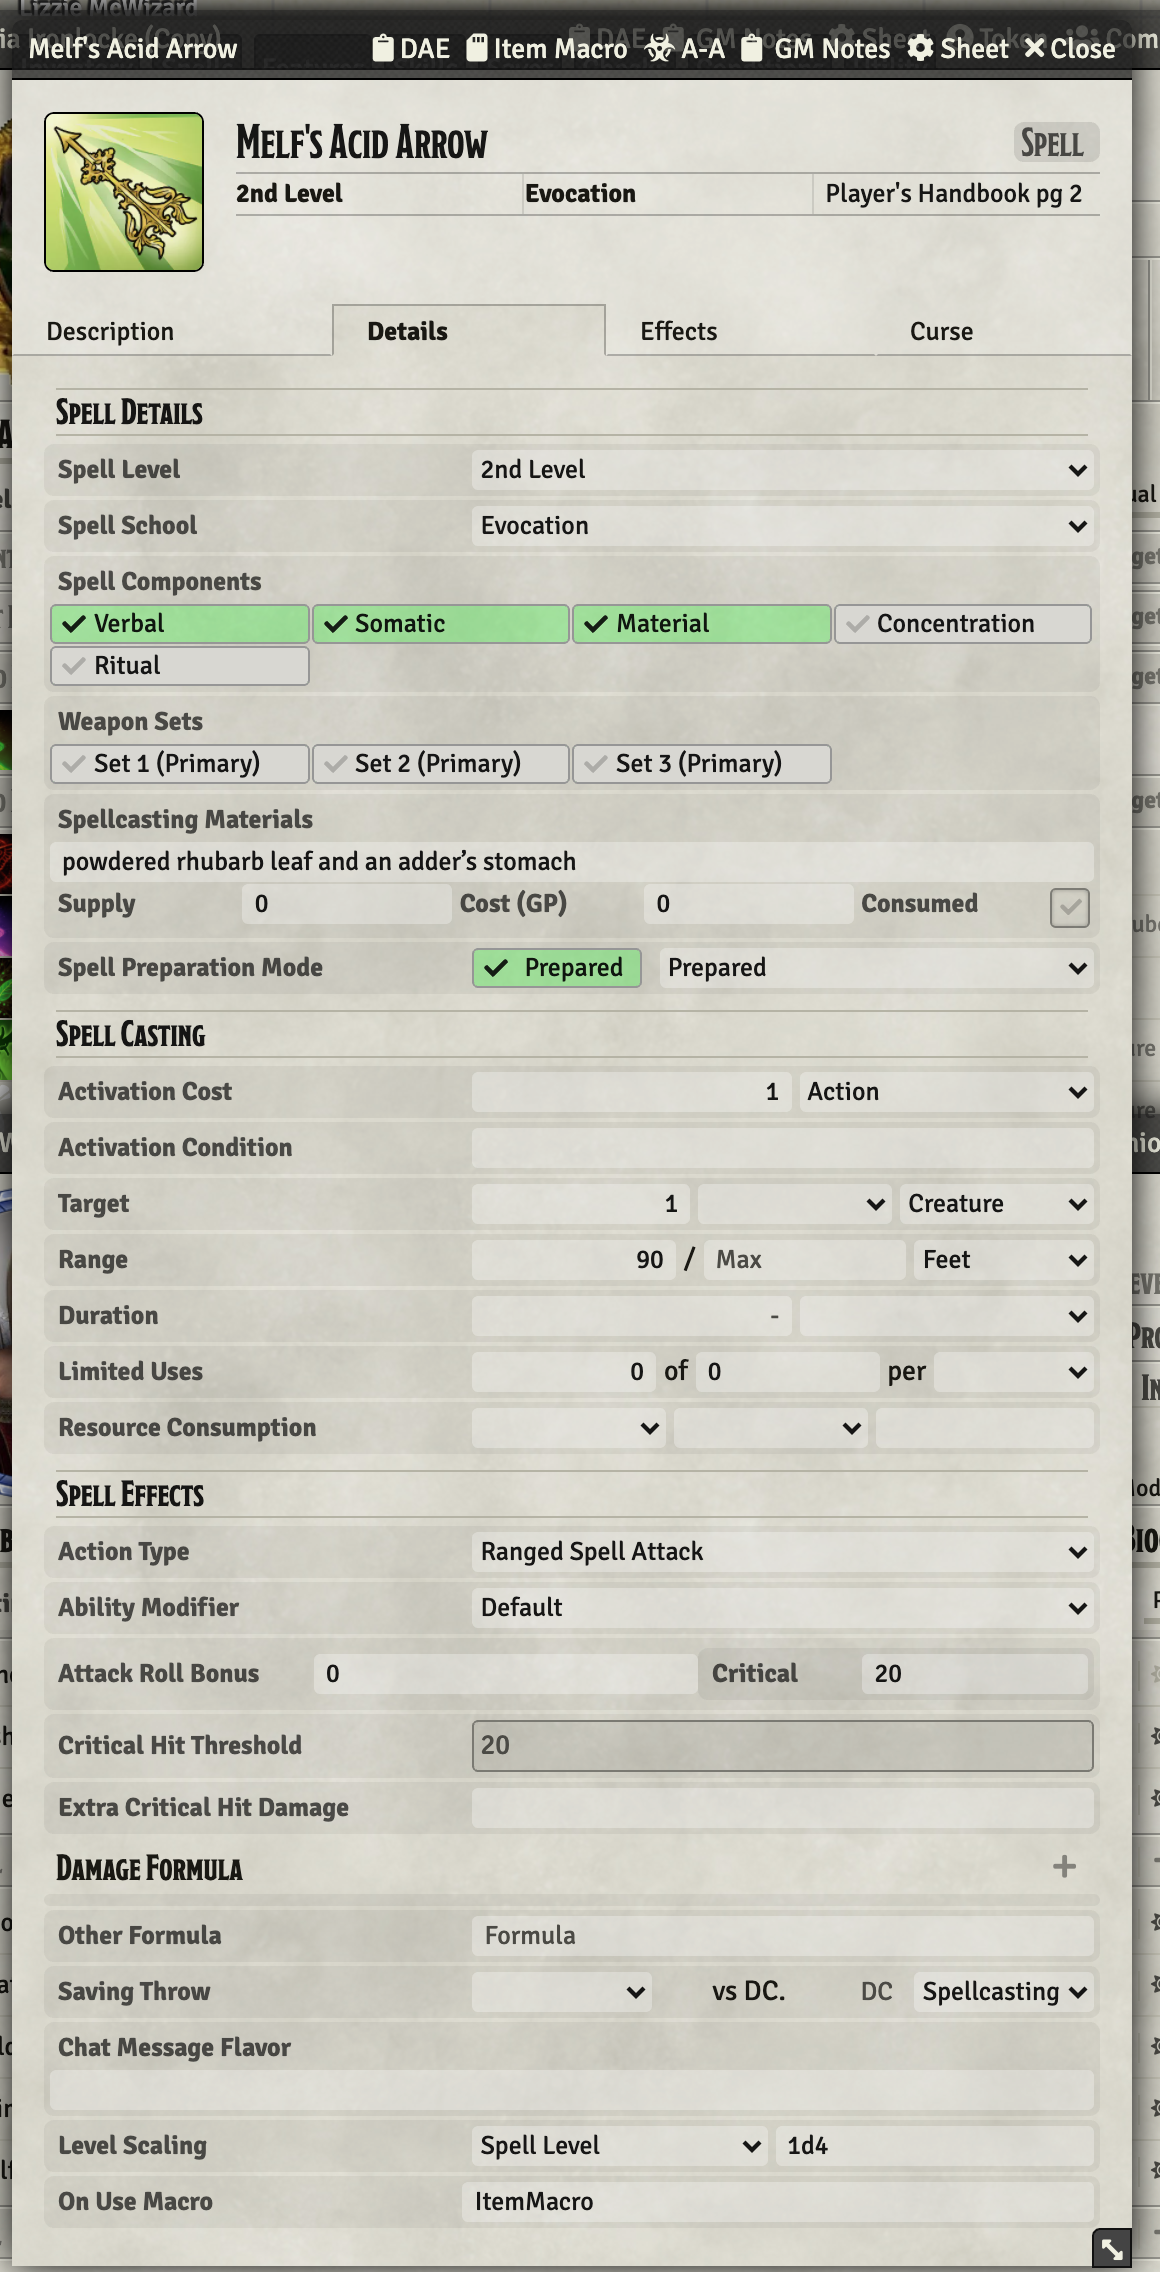 Lizzie McWizard
Melf's Acid Arrow DAE Item Macro A-A GM Notes Sheet Close
Melf's Acid Arrow Spell
2nd Level Evocation Player's Handbook pg 2
Description Details Effects Curse
Spell Details
Spell Level 2nd Level
Spell School Evocation
Spell Components
Verbal Somatic Material Concentration
Ritual
Weapon Sets
Set 1 (Primary) Set 2 (Primary) Set 3 (Primary)
Spellcasting Materials
powdered rhubarb leaf and an adder’s stomach
Supply 0 Cost (GP) 0 Consumed
Spell Preparation Mode Prepared Prepared
Spell Casting
Activation Cost 1 Action
Activation Condition
Target 1 Creature
Range 90 / Max Feet
Duration -
Limited Uses 0 of 0 per
Resource Consumption
Spell Effects
Action Type Ranged Spell Attack
Ability Modifier Default
Attack Roll Bonus 0 Critical 20
Critical Hit Threshold 20
Extra Critical Hit Damage
Damage Formula +
Other Formula Formula
Saving Throw vs DC. DC Spellcasting
Chat Message Flavor
Level Scaling Spell Level 1d4
On Use Macro ItemMacro